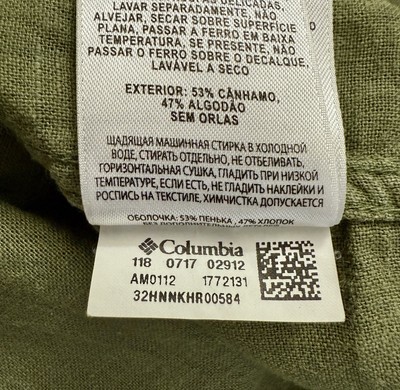 LAVAR SEPARADAMENTE, NÃO
ALVEJAR, SECAR SOBRE SUPERFÍCIE
PLANA, PASSAR A FERRO EM BAIXA
TEMPERATURA, SE PRESENTE, NÃO
PASSAR O FERRO SOBRE O DECALQUE,
LAVÁVEL A SECO
EXTERIOR: 53% CÂNHAMO,
47% ALGODÃO
SEM ORLAS
ЩАДЯЩАЯ МАШИННАЯ СТИРКА В ХОЛОДНОЙ
ВОДЕ, СТИРАТЬ ОТДЕЛЬНО, НЕ ОТБЕЛИВАТЬ,
ГОРИЗОНТАЛЬНАЯ СУШКА, ГЛАДИТЬ ПРИ НИЗКОЙ
ТЕМПЕРАТУРЕ, ЕСЛИ ЕСТЬ, НЕ ГЛАДИТЬ НАКЛЕЙКИ И
РОСПИСЬ НА ТЕКСТИЛЕ, ХИМЧИСТКА ДОПУСКАЕТСЯ
ОБОЛОЧКА: 53% ПЕНЬКА, 47% ХЛОПОК
Columbia
118 0717 02912
AM0112 1772131
32HNNKHR00584